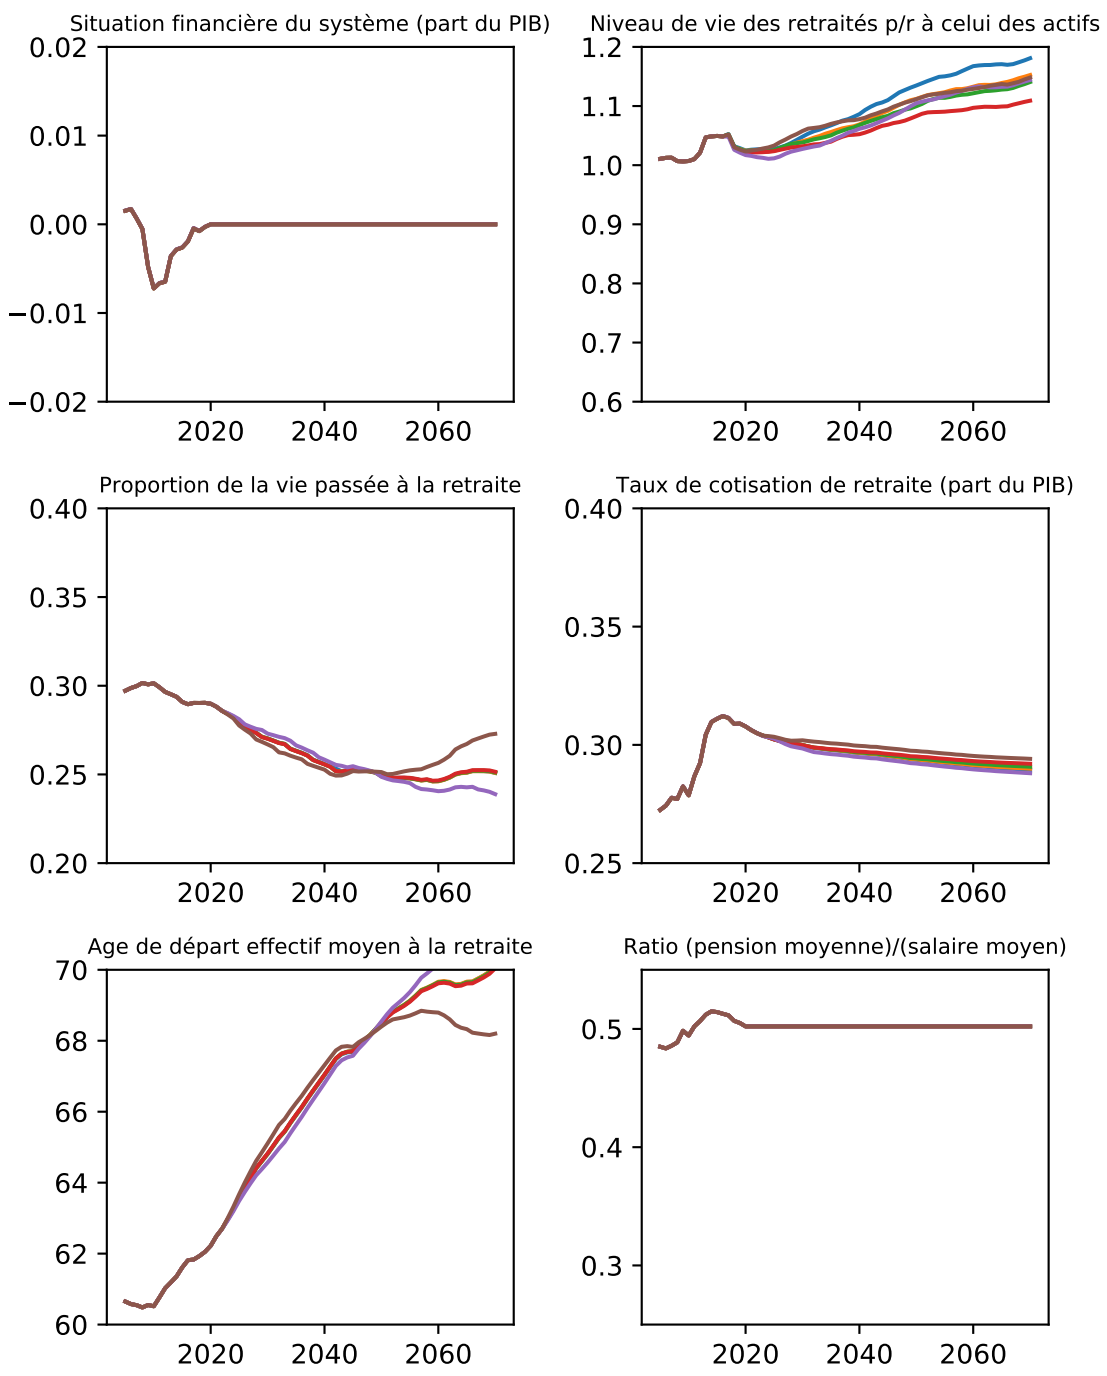 Situation financière du système (part du PIB)
0.02
0.01
0.00
−0.01
−0.02
2020 2040 2060
Niveau de vie des retraités p/r à celui des actifs
1.2
1.1
1.0
0.9
0.8
0.7
0.6
2020 2040 2060
Proportion de la vie passée à la retraite
0.40
0.35
0.30
0.25
0.20
2020 2040 2060
Taux de cotisation de retraite (part du PIB)
0.40
0.35
0.30
0.25
2020 2040 2060
Age de départ effectif moyen à la retraite
70
68
66
64
62
60
2020 2040 2060
Ratio (pension moyenne)/(salaire moyen)
0.5
0.4
0.3
2020 2040 2060